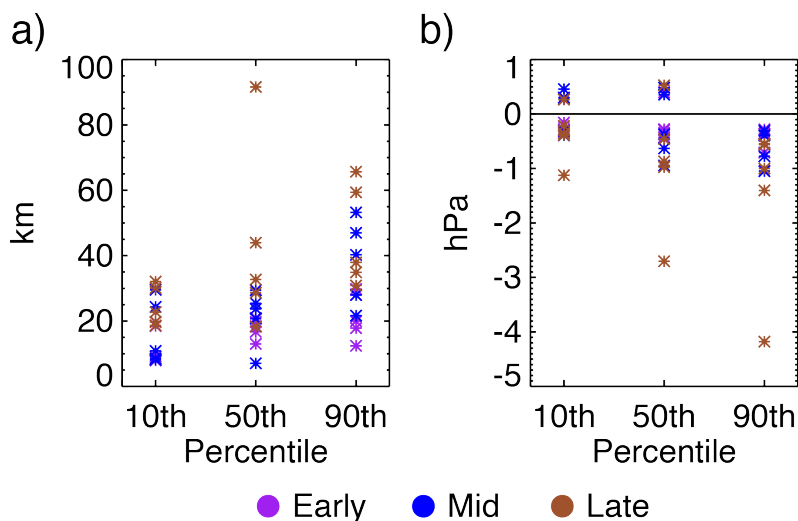 a)
100
80
60
40
20
0
km
10th 50th 90th
Percentile
b)
1
0
-1
-2
-3
-4
-5
hPa
10th 50th 90th
Percentile
Early Mid Late